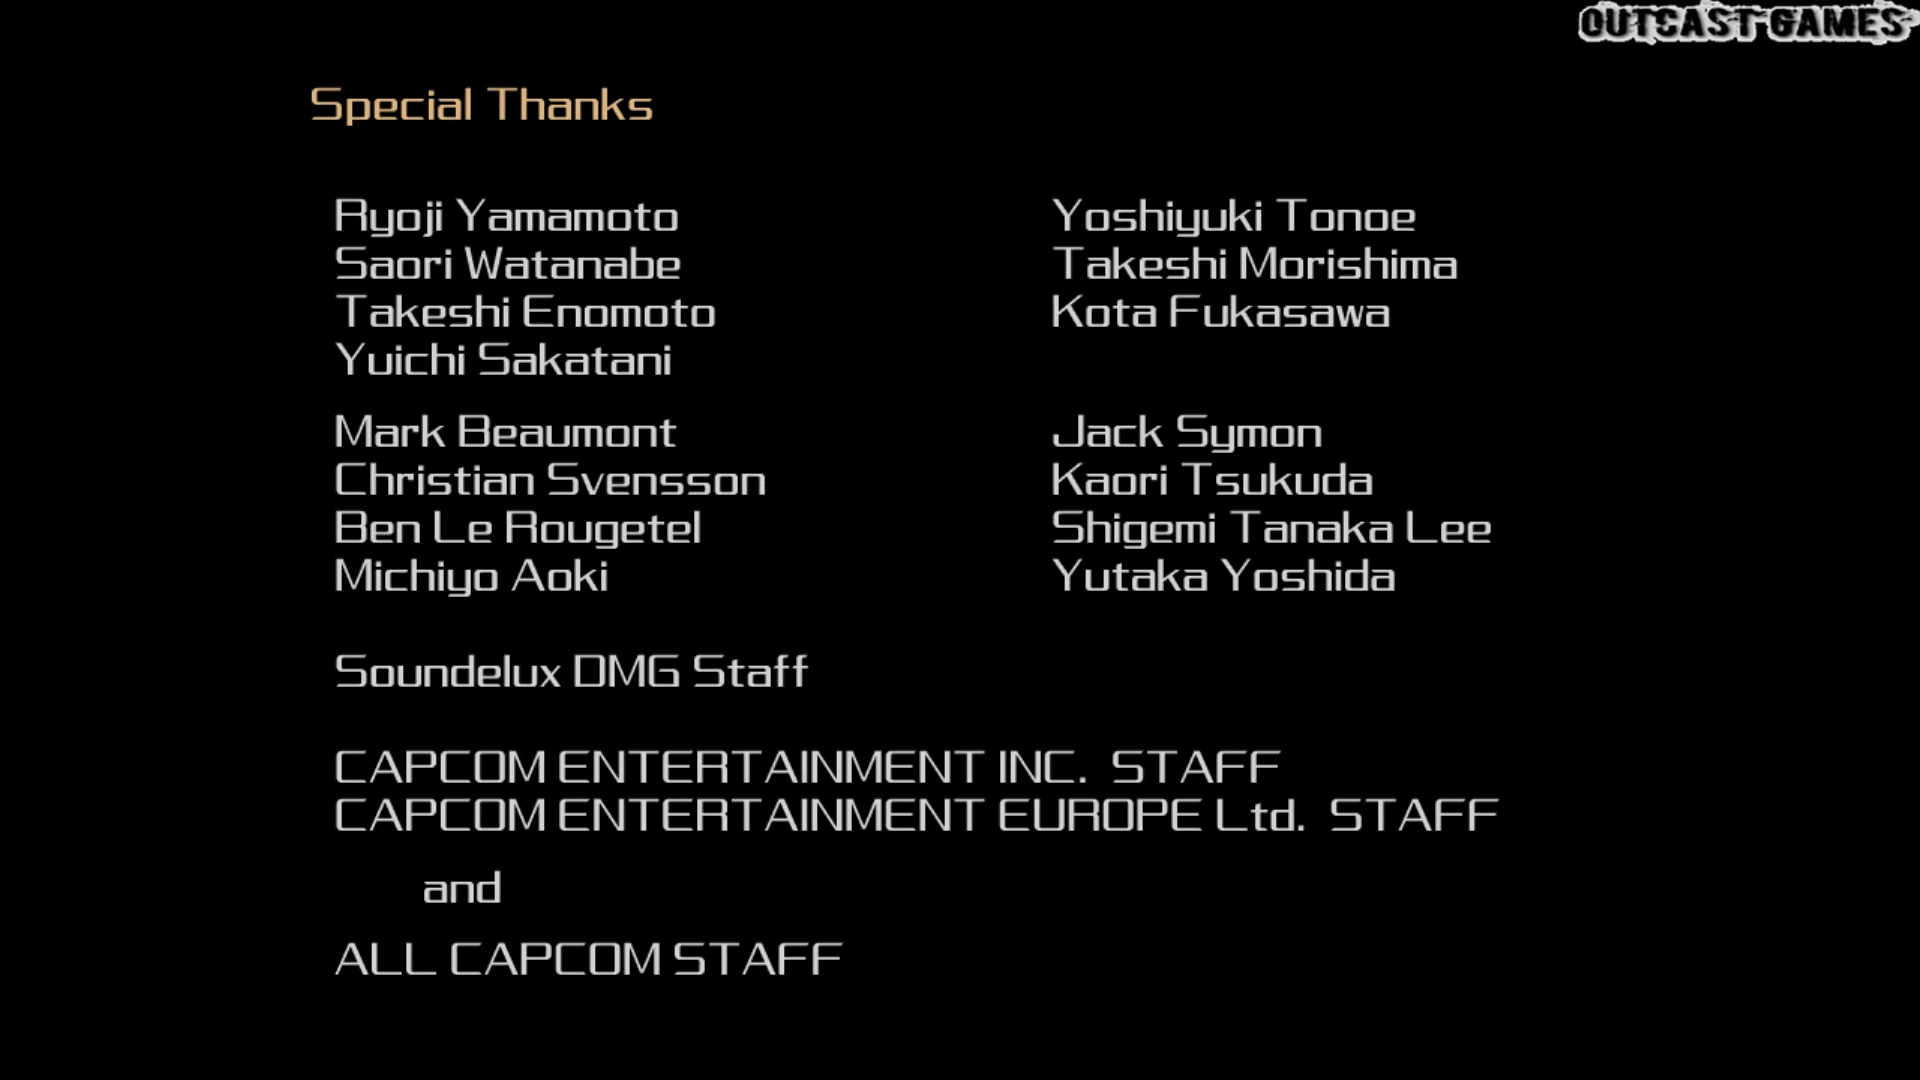 OUTCAST GAMES
Special Thanks
Ryoji Yamamoto
Yoshiyuki Tonoe
Saori Watanabe
Takeshi Morishima
Takeshi Enomoto
Kota Fukasawa
Yuichi Sakatani
Mark Beaumont
Jack Symon
Christian Svensson
Kaori Tsukuda
Ben Le Rougetel
Shigemi Tanaka Lee
Michiyo Aoki
Yutaka Yoshida
Soundelux DMG Staff
CAPCOM ENTERTAINMENT INC. STAFF
CAPCOM ENTERTAINMENT EUROPE Ltd. STAFF
and
ALL CAPCOM STAFF